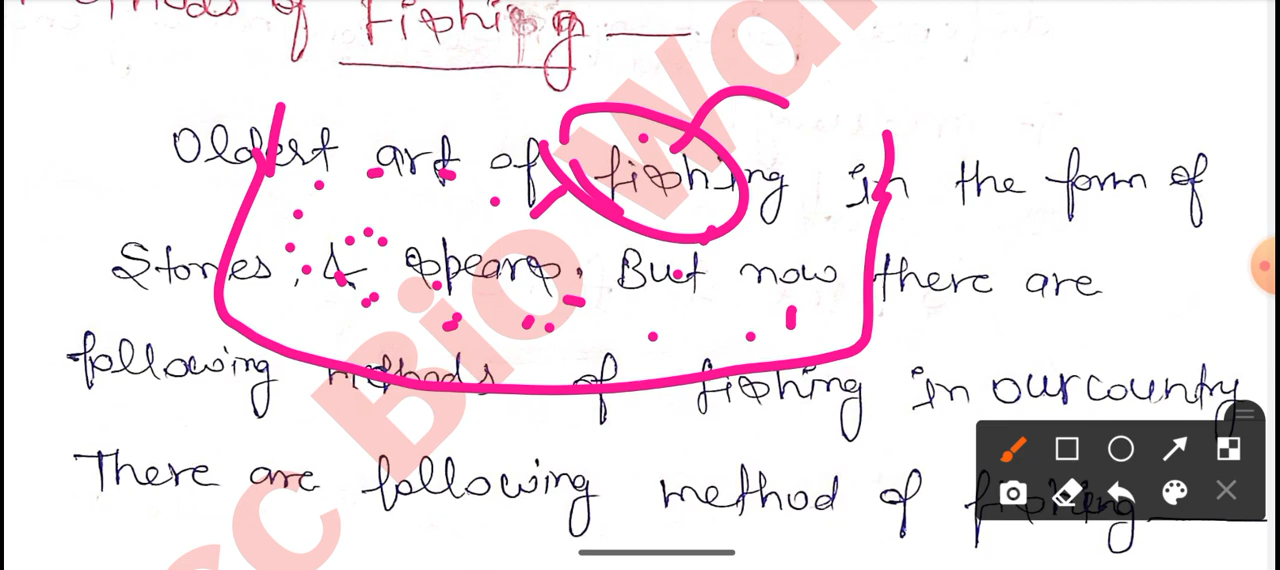 Methods of Fishing
Oldest art of fishing in the form of
Stones, & spears. But now there are
following methods of fishing in our country
There are following method of fishing